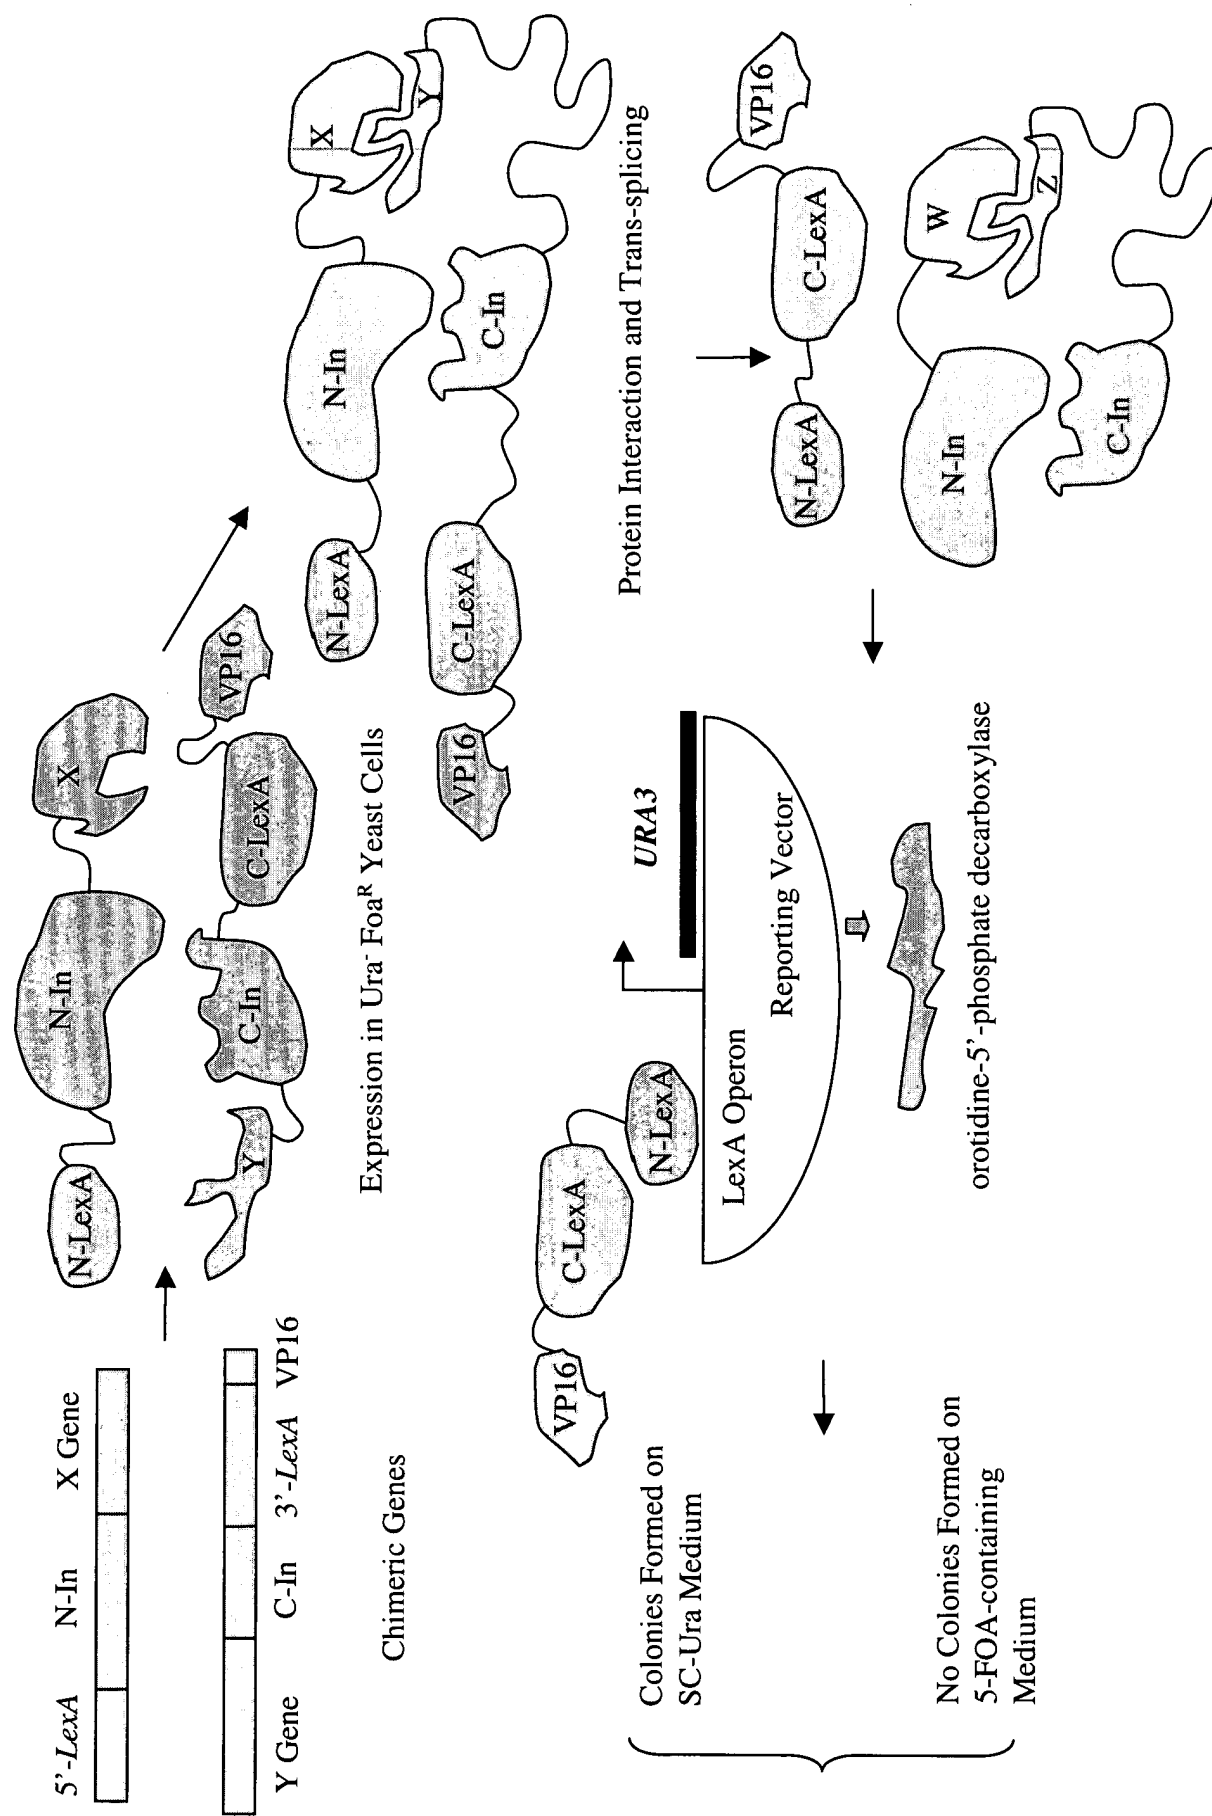 5'-LexA
N-In
X Gene
Y Gene
C-In
3'-LexA
VP16
Chimeric Genes
N-LexA
N-In
X
Y
C-In
C-LexA
VP16
Expression in Ura⁻ Foaᴿ Yeast Cells
N-LexA
N-In
X
VP16
C-LexA
C-In
Y
Protein Interaction and Trans-splicing
N-LexA
C-LexA
VP16
N-In
W
C-In
Z
VP16
C-LexA
N-LexA
URA3
LexA Operon
Reporting Vector
orotidine-5'-phosphate decarboxylase
Colonies Formed on
SC-Ura Medium
No Colonies Formed on
5-FOA-containing
Medium